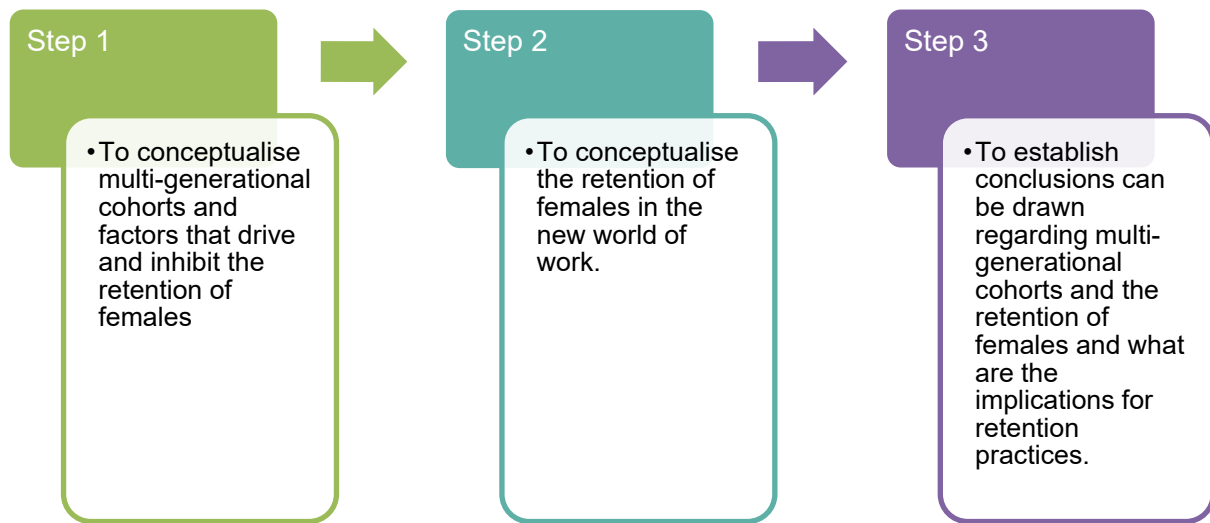 Step 1
•To conceptualise
multi-generational
cohorts and
factors that drive
and inhibit the
retention of
females
Step 2
•To conceptualise
the retention of
females in the
new world of
work.
Step 3
•To establish
conclusions can
be drawn
regarding multi-
generational
cohorts and the
retention of
females and what
are the
implications for
retention
practices.